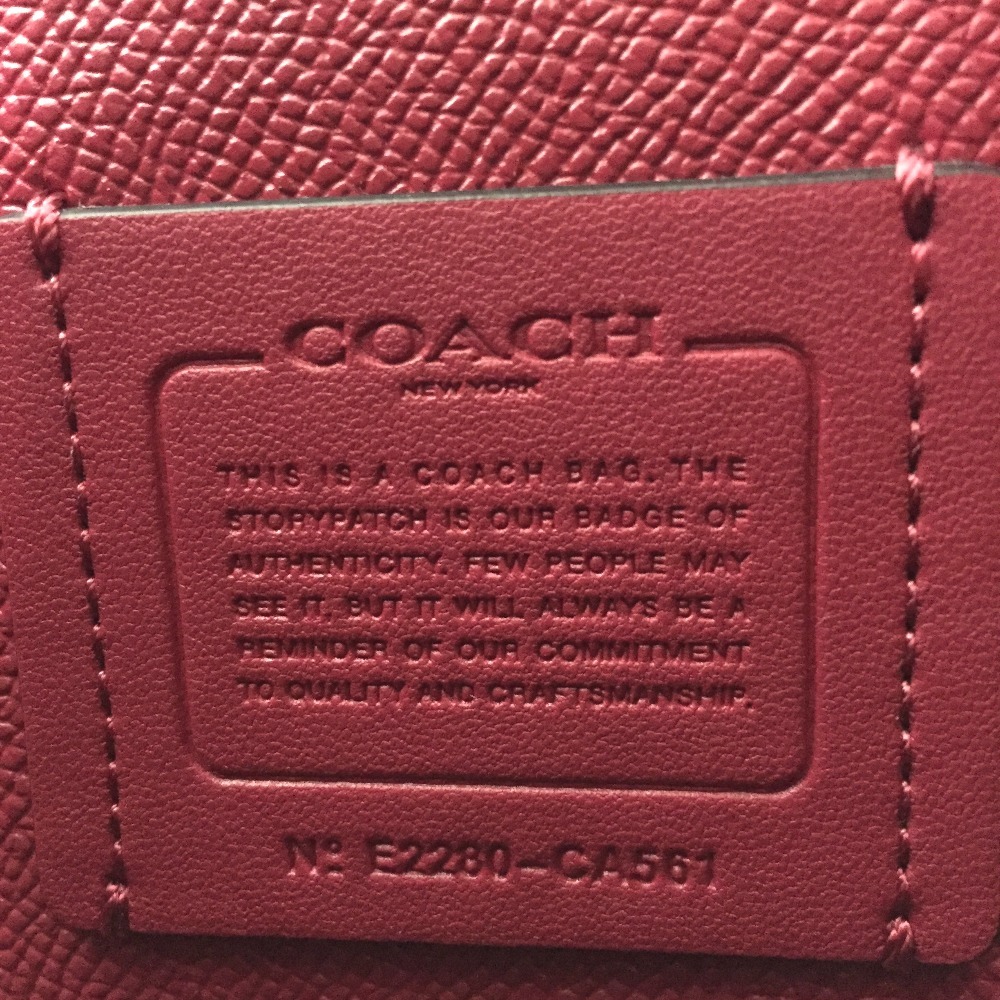 COACH
NEW YORK
THIS IS A COACH BAG. THE
STORYPATCH IS OUR BADGE OF
AUTHENTICITY. FEW PEOPLE MAY
SEE IT, BUT IT WILL ALWAYS BE A
REMINDER OF OUR COMMITMENT
TO QUALITY AND CRAFTSMANSHIP.
Nº E2280-CA561